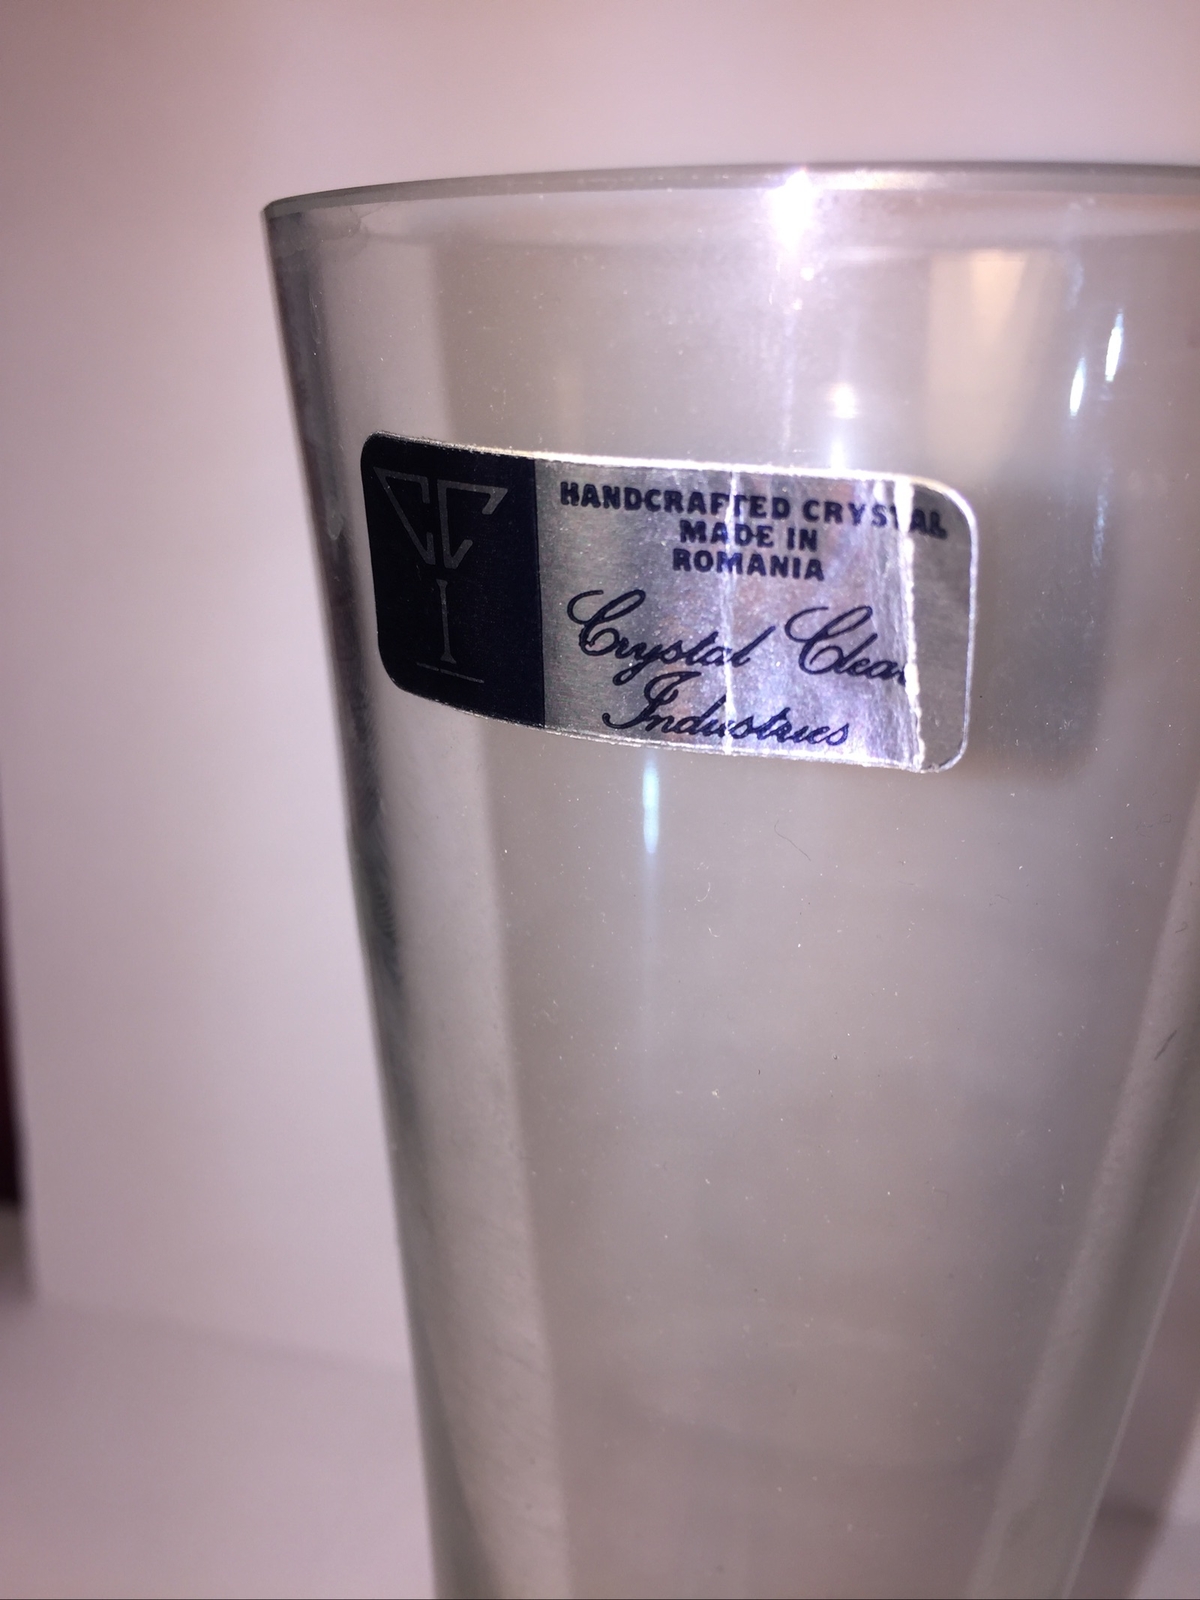 CCI
HANDCRAFTED CRYSTAL
MADE IN
ROMANIA
Crystal Clear
Industries